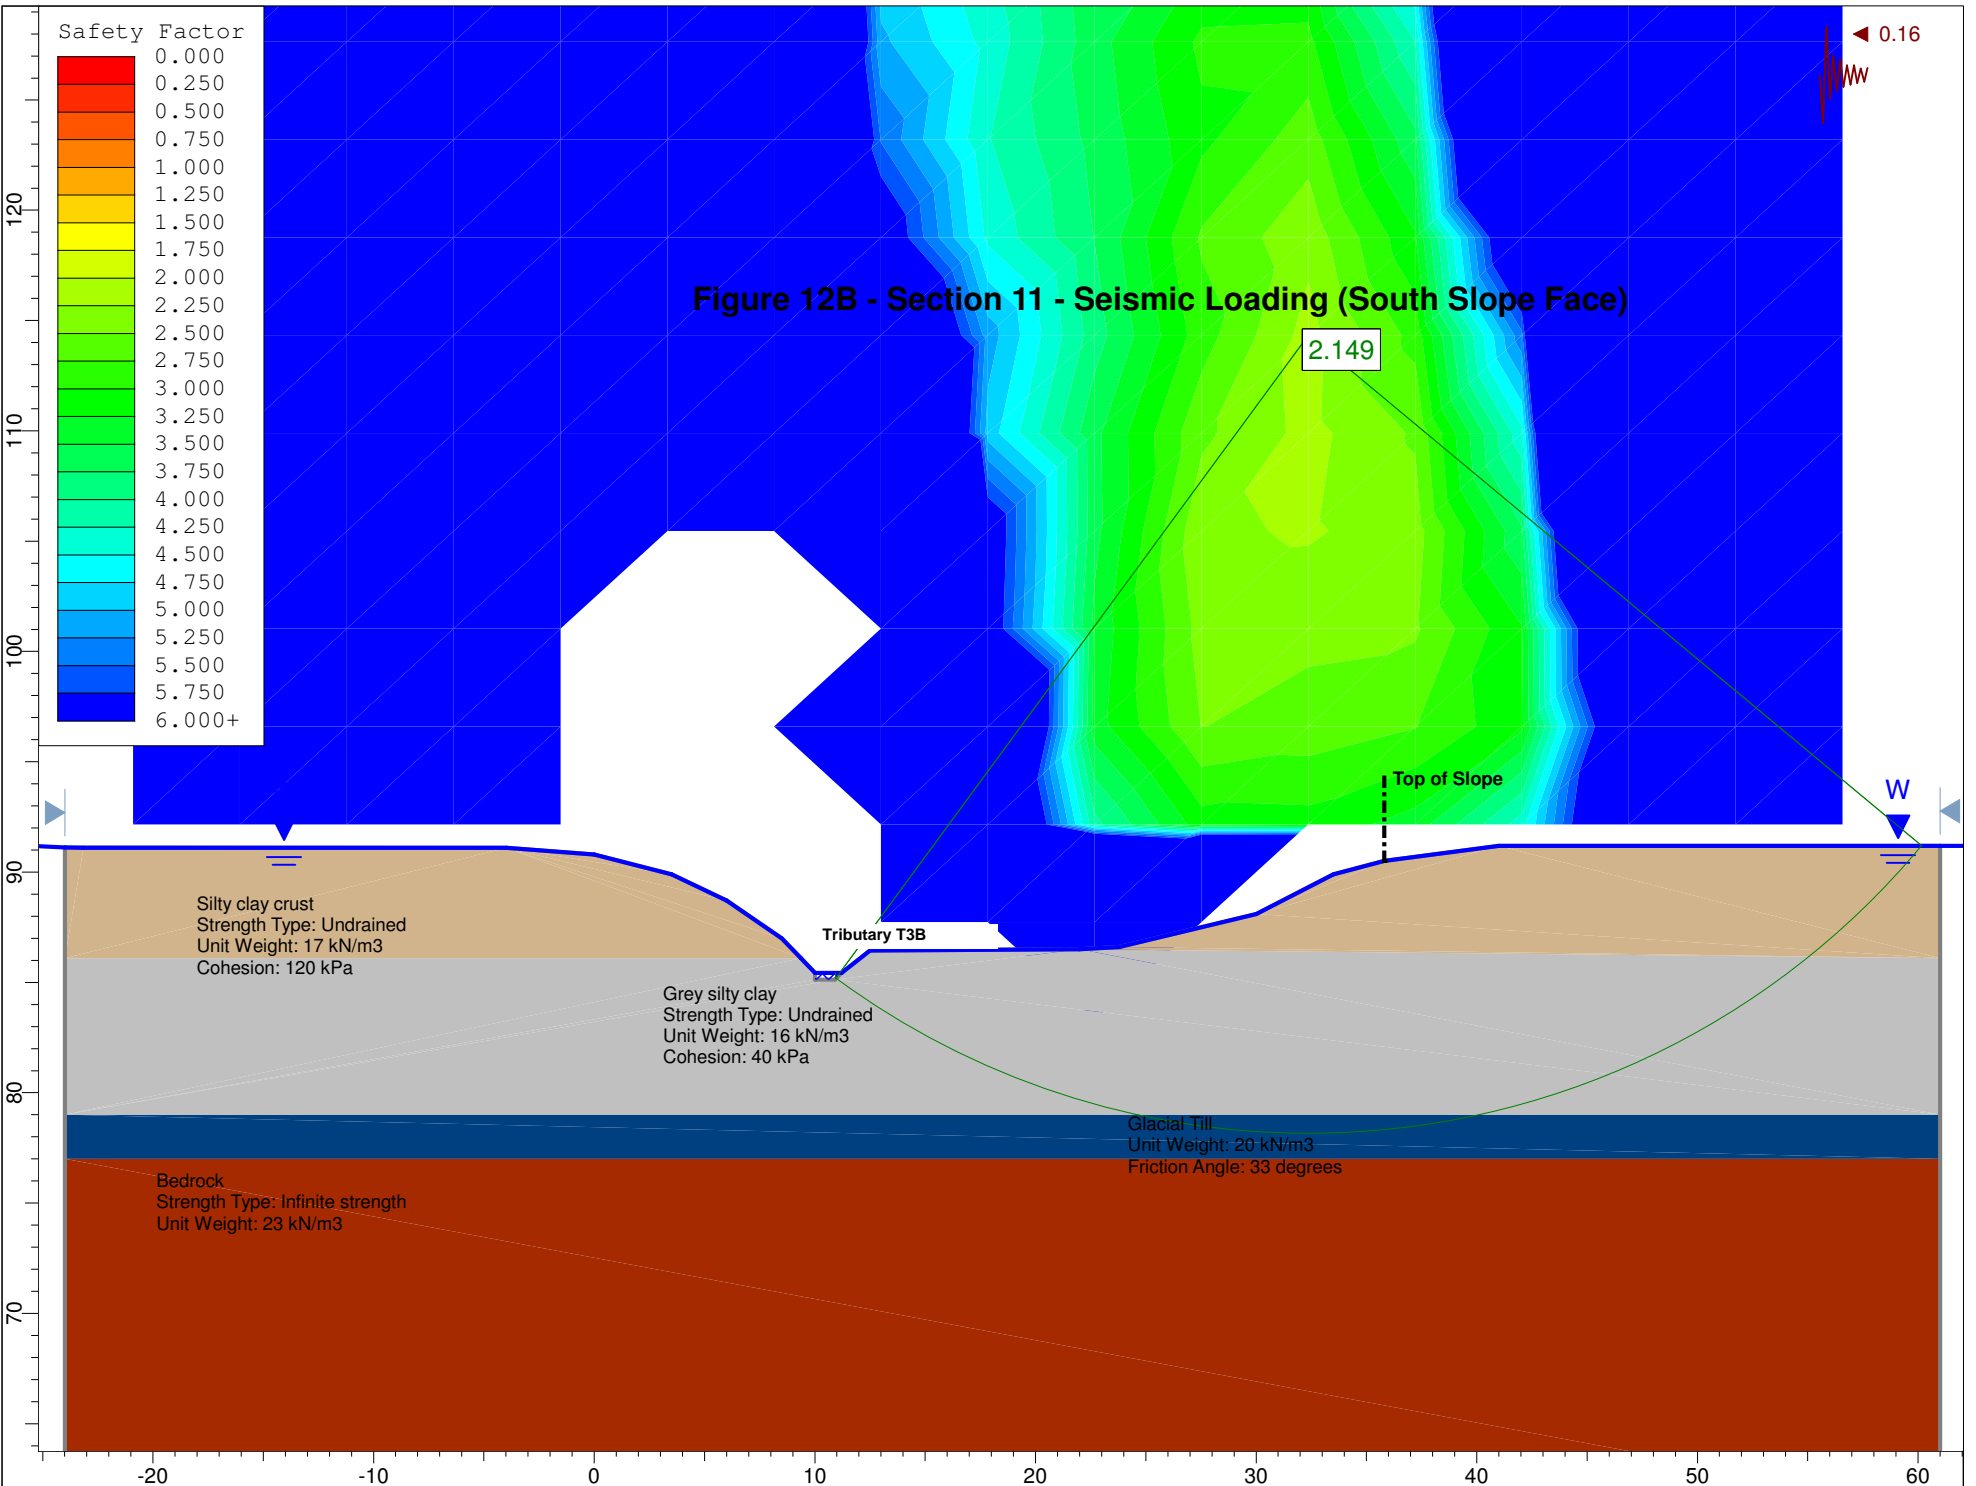 Safety Factor
0.000
0.250
0.500
0.750
1.000
1.250
1.500
1.750
2.000
2.250
2.500
2.750
3.000
3.250
3.500
3.750
4.000
4.250
4.500
4.750
5.000
5.250
5.500
5.750
6.000+
0.16
Figure 12B - Section 11 - Seismic Loading (South Slope Face)
2.149
Top of Slope
W
Tributary T3B
Silty clay crust
Strength Type: Undrained
Unit Weight: 17 kN/m3
Cohesion: 120 kPa
Grey silty clay
Strength Type: Undrained
Unit Weight: 16 kN/m3
Cohesion: 40 kPa
Glacial Till
Unit Weight: 20 kN/m3
Friction Angle: 33 degrees
Bedrock
Strength Type: Infinite strength
Unit Weight: 23 kN/m3
120
110
100
90
80
70
-20 -10 0 10 20 30 40 50 60